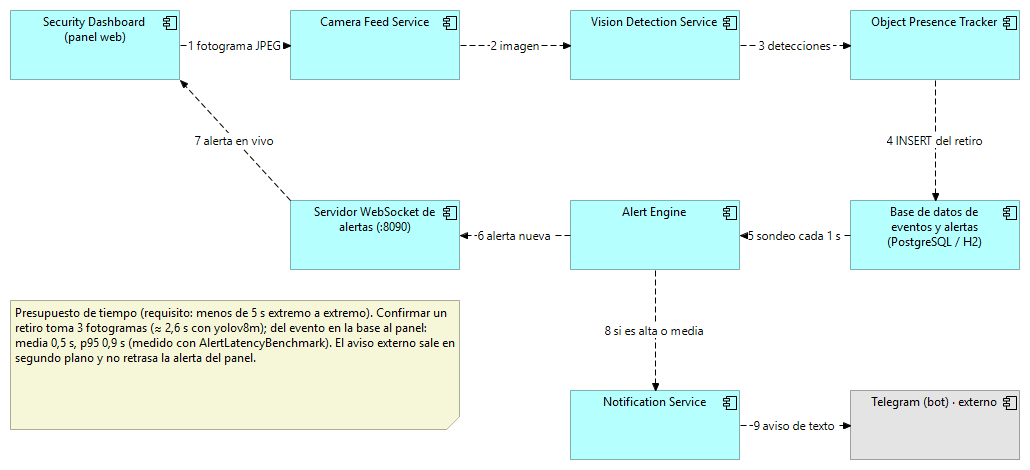 Security Dashboard
(panel web)
1 fotograma JPEG
Camera Feed Service
2 imagen
Vision Detection Service
3 detecciones
Object Presence Tracker
7 alerta en vivo
4 INSERT del retiro
Servidor WebSocket de
alertas (:8090)
6 alerta nueva
Alert Engine
5 sondeo cada 1 s
Base de datos de
eventos y alertas
(PostgreSQL / H2)
Presupuesto de tiempo (requisito: menos de 5 s extremo a extremo). Confirmar un
retiro toma 3 fotogramas (≈ 2,6 s con yolov8m); del evento en la base al panel:
media 0,5 s, p95 0,9 s (medido con AlertLatencyBenchmark). El aviso externo sale en
segundo plano y no retrasa la alerta del panel.
8 si es alta o media
Notification Service
9 aviso de texto
Telegram (bot) · externo